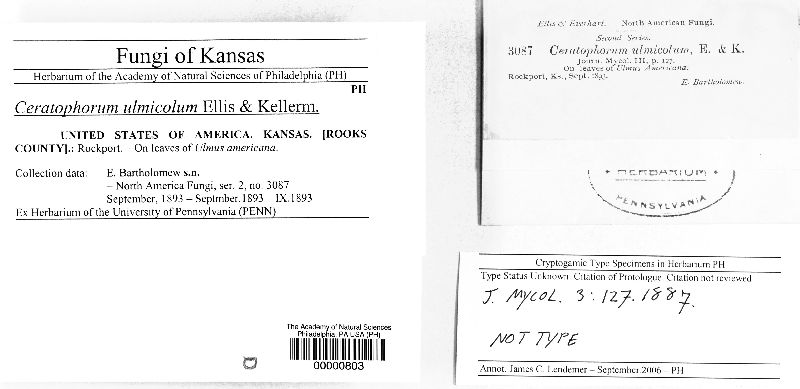 Fungi of Kansas
Herbarium of the Academy of Natural Sciences of Philadelphia (PH)
PH
Ceratophorum ulmicolum Ellis & Kellerm.
UNITED STATES OF AMERICA. KANSAS. [ROOKS
COUNTY].: Rockport. – On leaves of Ulmus americana.
Collection data: E. Bartholomew s.n.
– North America Fungi, ser. 2, no. 3087
September, 1893 – Septmber.1893 – IX.1893
Ex Herbarium of the University of Pennsylvania (PENN)
The Academy of Natural Sciences
Philadelphia, PA USA (PH)
00000803
Ellis & Everhart. North American Fungi.
Second Series.
3087 Ceratophorum ulmicolum, E. & K.
Journ. Mycol. III, p. 127.
On leaves of Ulmus Americana.
Rockport, Ks., Sept. 1893.
E. Bartholomew.
HERBARIUM
PENNSYLVANIA
Cryptogamic Type Specimens in Herbarium PH
Type Status Unknown. Citation of Protologue. Citation not reviewed
J. MYCOL. 3: 127. 1887.
NOT TYPE
Annot. James C. Lendemer – September 2006 – PH